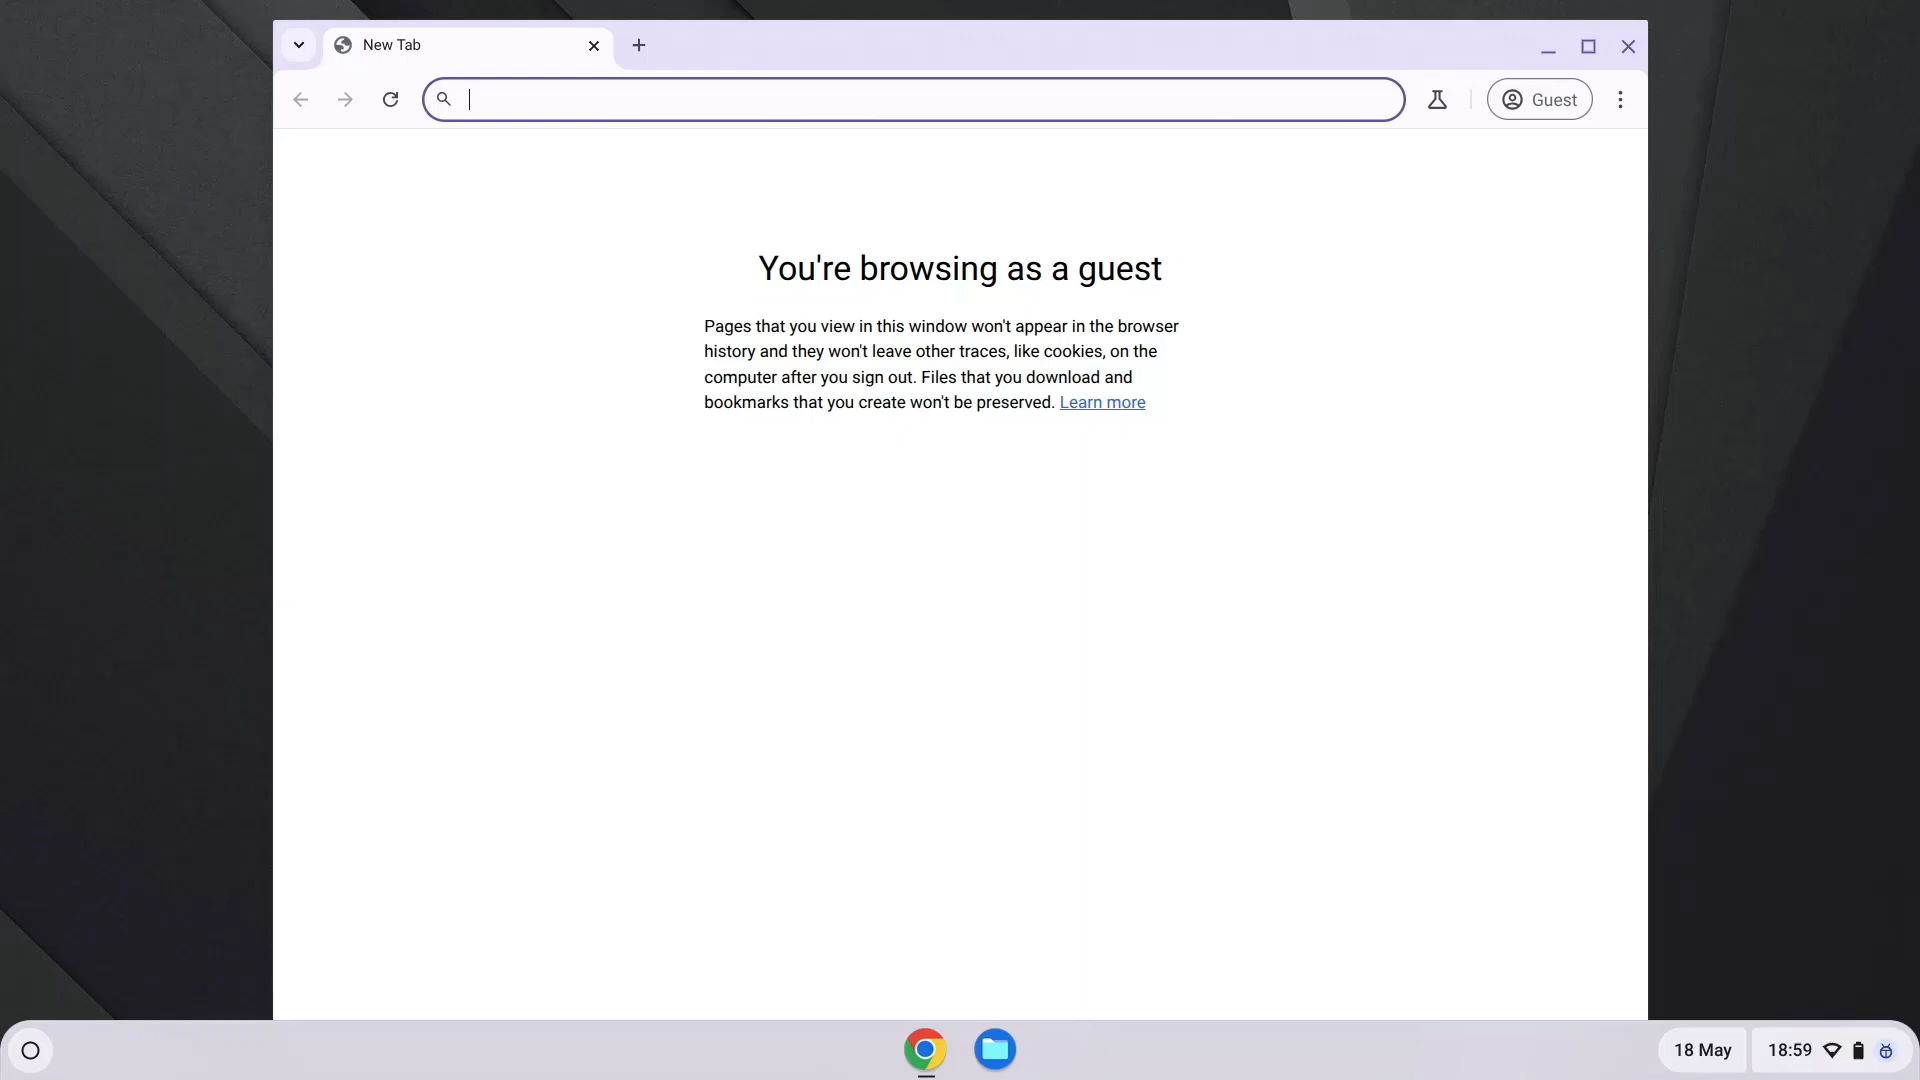 New Tab
Guest
You're browsing as a guest
Pages that you view in this window won't appear in the browser
history and they won't leave other traces, like cookies, on the
computer after you sign out. Files that you download and
bookmarks that you create won't be preserved. Learn more
18 May
18:59